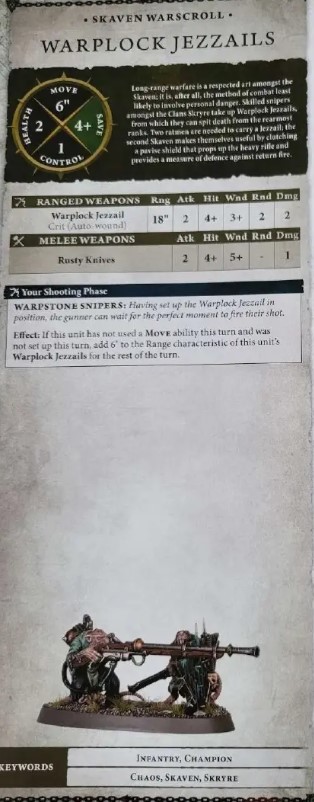 • SKAVEN WARSCROLL •
WARPLOCK JEZZAILS
MOVE
6"
HEALTH
2
4+
SAVE
1
CONTROL
Long-range warfare is a respected art amongst the
Skaven; it is, after all, the method of combat least
likely to involve personal danger. Skilled snipers
amongst the Clans Skryre take up Warplock Jezzails,
from which they can spit death from the rearmost
ranks. Two ratmen are needed to carry a Jezzail; the
second Skaven makes themselves useful by clutching
a pavise shield that props up the heavy rifle and
provides a measure of defence against return fire.
RANGED WEAPONS Rng Atk Hit Wnd Rnd Dmg
Warplock Jezzail 18" 2 4+ 3+ 2 2
Crit (Auto-wound)
MELEE WEAPONS Atk Hit Wnd Rnd Dmg
Rusty Knives 2 4+ 5+ - 1
Your Shooting Phase
WARPSTONE SNIPERS: Having set up the Warplock Jezzail in
position, the gunner can wait for the perfect moment to fire their shot.
Effect: If this unit has not used a MOVE ability this turn and was
not set up this turn, add 6" to the Range characteristic of this unit's
Warplock Jezzails for the rest of the turn.
KEYWORDS
INFANTRY, CHAMPION
CHAOS, SKAVEN, SKRYRE